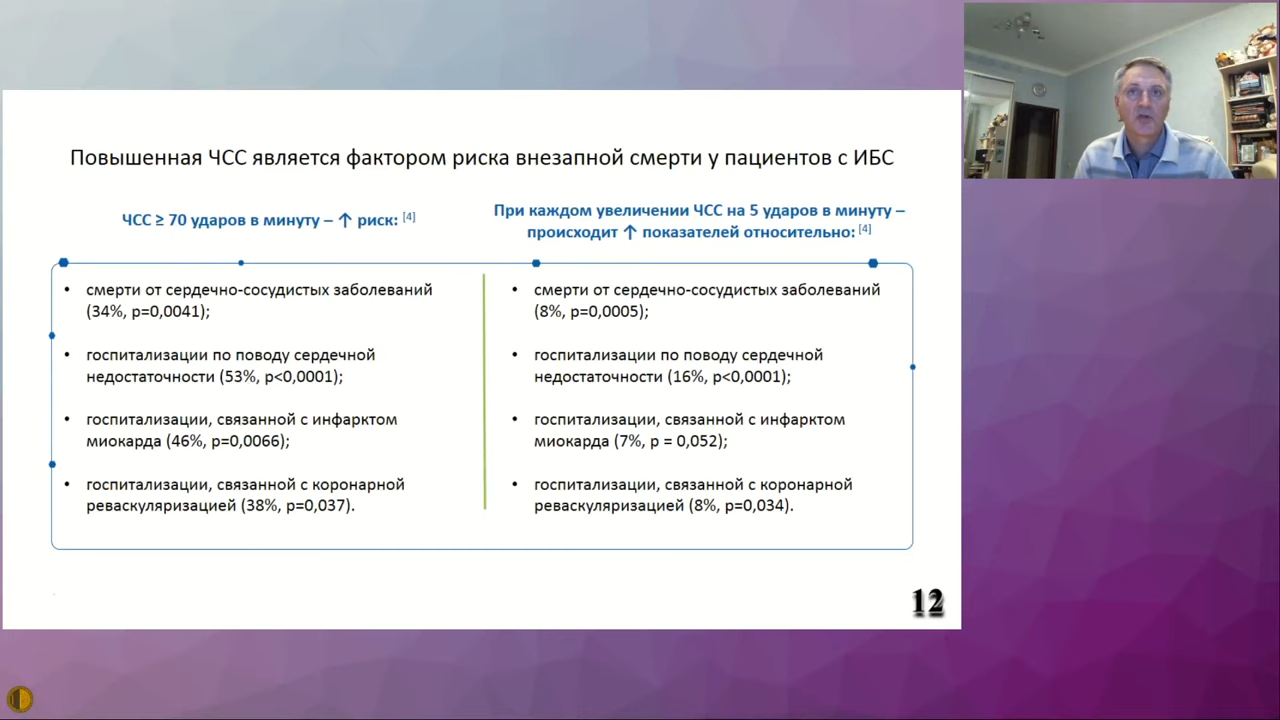 Повышенная ЧСС является фактором риска внезапной смерти у пациентов с ИБС
ЧСС ≥ 70 ударов в минуту – ↑ риск: [4]
• смерти от сердечно-сосудистых заболеваний
(34%, p=0,0041);
• госпитализации по поводу сердечной
недостаточности (53%, p<0,0001);
• госпитализации, связанной с инфарктом
миокарда (46%, p=0,0066);
• госпитализации, связанной с коронарной
реваскуляризацией (38%, p=0,037).
При каждом увеличении ЧСС на 5 ударов в минуту –
происходит ↑ показателей относительно: [4]
• смерти от сердечно-сосудистых заболеваний
(8%, p=0,0005);
• госпитализации по поводу сердечной
недостаточности (16%, p<0,0001);
• госпитализации, связанной с инфарктом
миокарда (7%, p = 0,052);
• госпитализации, связанной с коронарной
реваскуляризацией (8%, p=0,034).
12